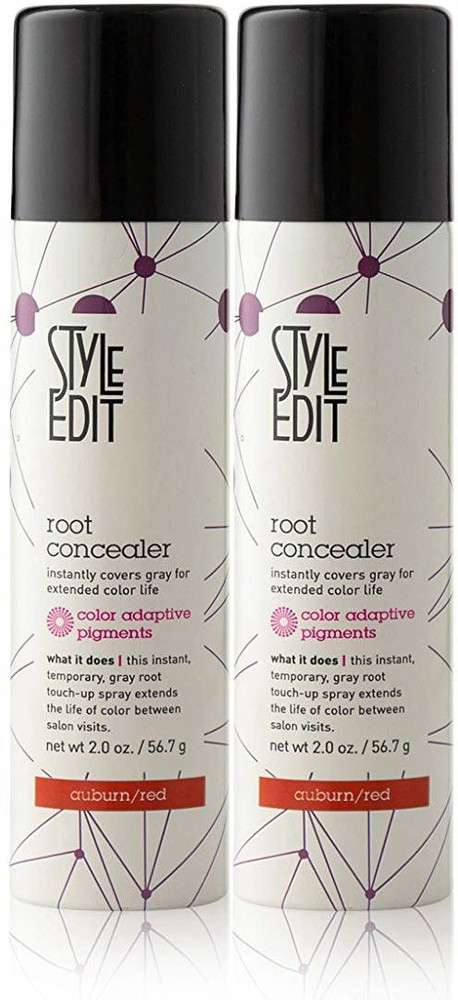 STYLE
EDIT
root
concealer
instantly covers gray for
extended color life
color adaptive
pigments
what it does | this instant,
temporary, gray root
touch-up spray extends
the life of color between
salon visits.
net wt 2.0 oz. / 56.7 g
auburn/red
STYLE
EDIT
root
concealer
instantly covers gray for
extended color life
color adaptive
pigments
what it does | this instant,
temporary, gray root
touch-up spray extends
the life of color between
salon visits.
net wt 2.0 oz. / 56.7 g
auburn/red